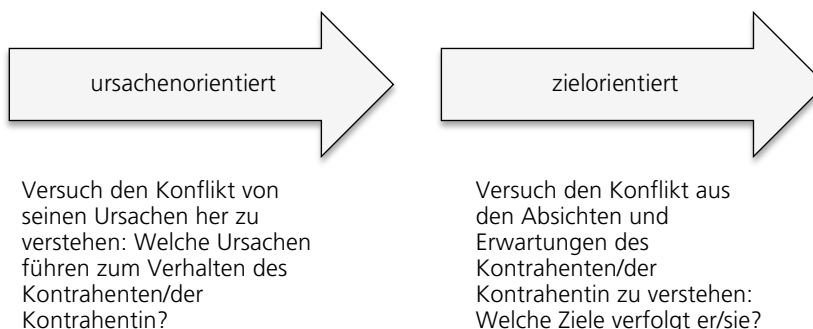 ursachenorientiert
Versuch den Konflikt von
seinen Ursachen her zu
verstehen: Welche Ursachen
führen zum Verhalten des
Kontrahenten/der
Kontrahentin?
zielorientiert
Versuch den Konflikt aus
den Absichten und
Erwartungen des
Kontrahenten/der
Kontrahentin zu verstehen:
Welche Ziele verfolgt er/sie?